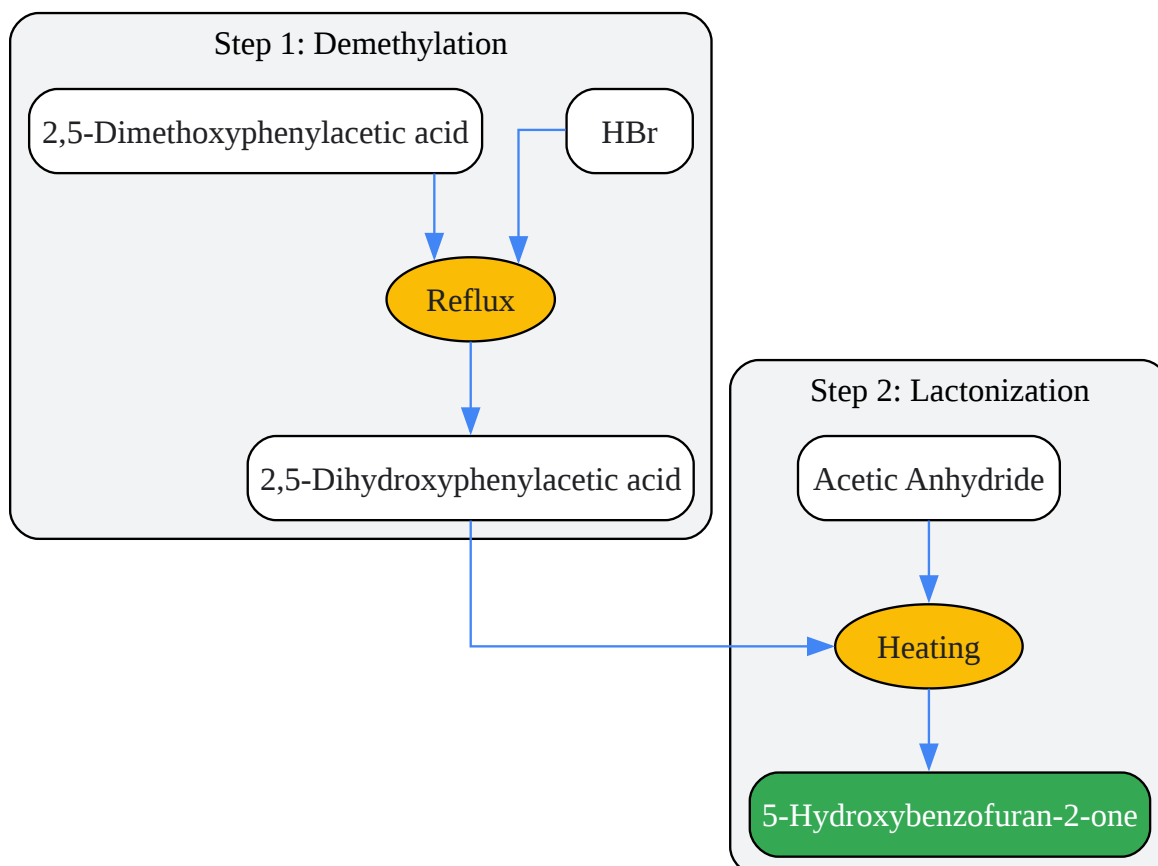 Step 1: Demethylation
2,5-Dimethoxyphenylacetic acid
HBr
Reflux
2,5-Dihydroxyphenylacetic acid
Step 2: Lactonization
Acetic Anhydride
Heating
5-Hydroxybenzofuran-2-one